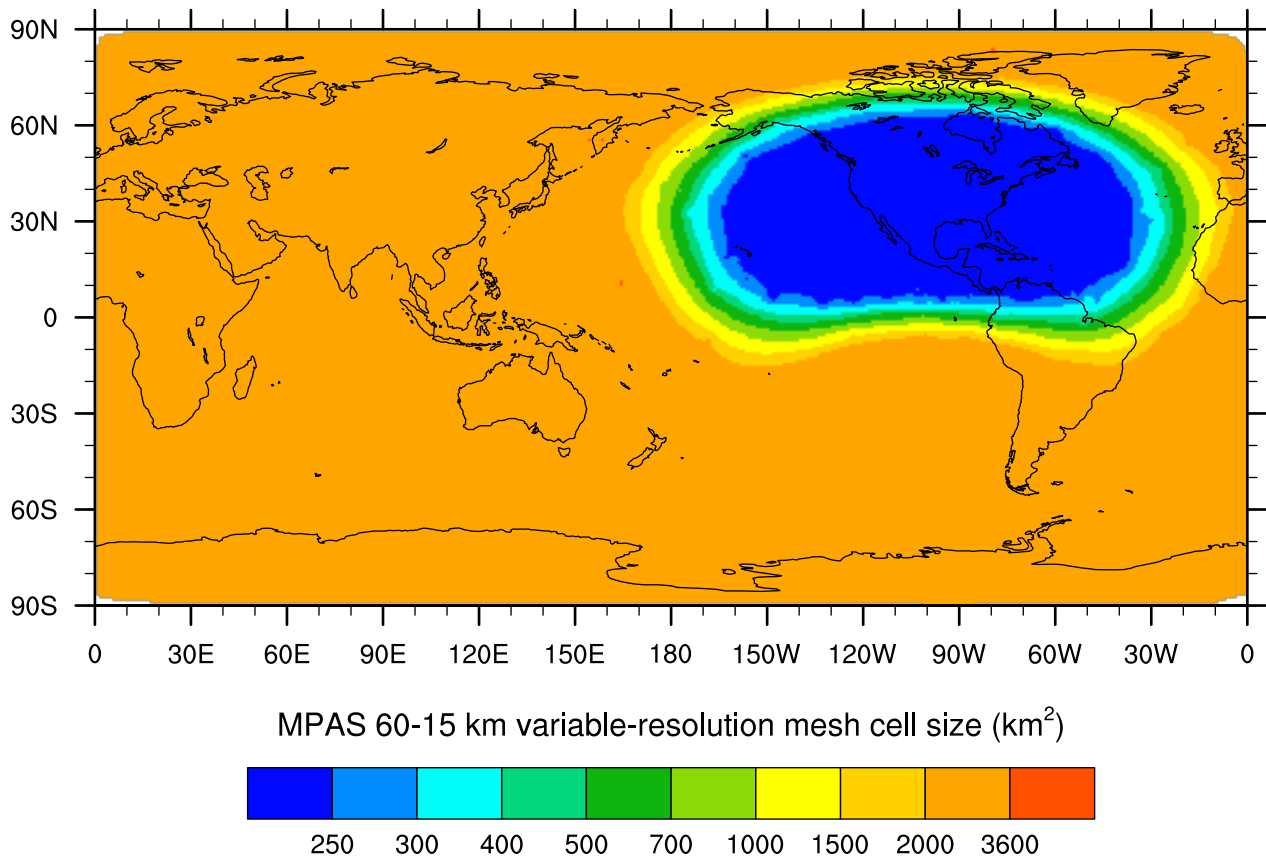 90N
60N
30N
0
30S
60S
90S
0 30E 60E 90E 120E 150E 180 150W 120W 90W 60W 30W 0
MPAS 60-15 km variable-resolution mesh cell size (km²)
250 300 400 500 700 1000 1500 2000 3600